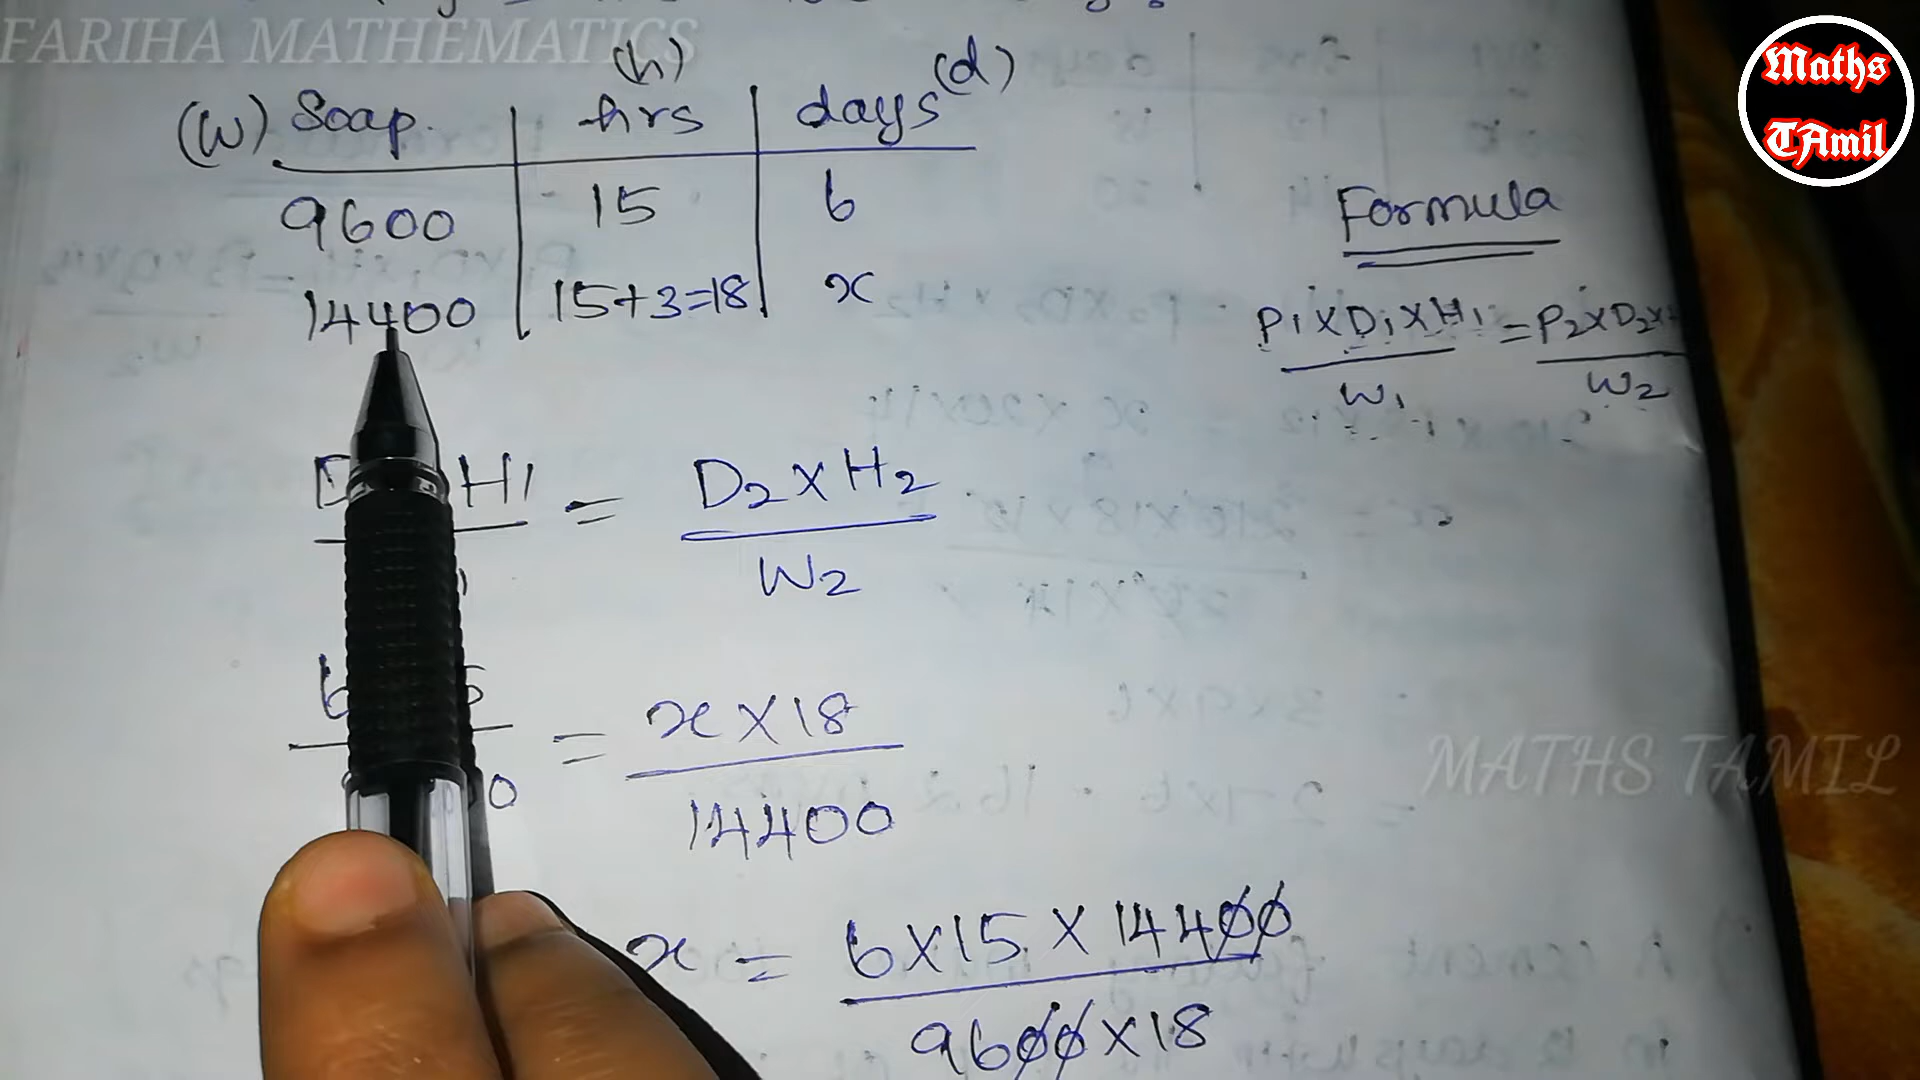 FARIHA MATHEMATICS
Maths
TAmil
(h)
(d)
(W) Soap. hrs days
9600 15 6
14400 15+3=18 x
Formula
P1 x D1 x H1 = P2 x D2 x
W1 W2
D H1 = D2 x H2
W2
6 = x x 18
14400
MATHS TAMIL
x = 6 x 15 x 14400
9600 x 18